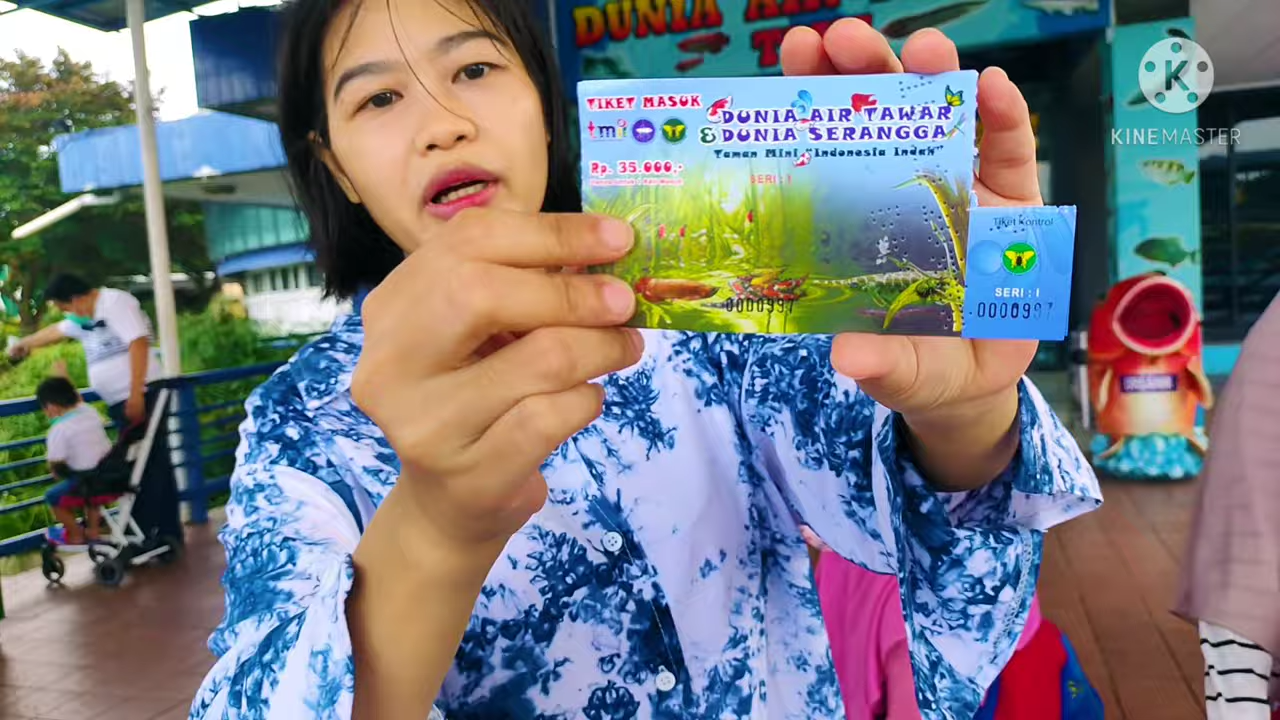 DUNIA AIR
TIKET MASUK
tmii
DUNIA AIR TAWAR
& DUNIA SERANGGA
Taman Mini "Indonesia Indah"
Rp. 35.000,-
SERI : I
0000997
Tiket Kontrol
SERI : I
0000997
KINEMASTER